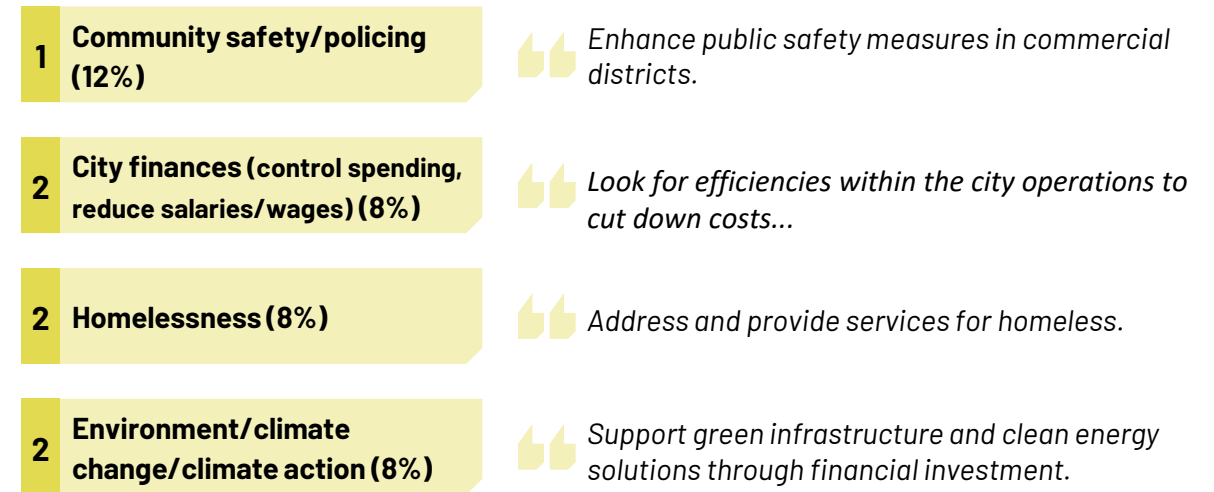 1
Community safety/policing
(12%)
Enhance public safety measures in commercial
districts.
2
City finances (control spending,
reduce salaries/wages) (8%)
Look for efficiencies within the city operations to
cut down costs...
2
Homelessness (8%)
Address and provide services for homeless.
2
Environment/climate
change/climate action (8%)
Support green infrastructure and clean energy
solutions through financial investment.